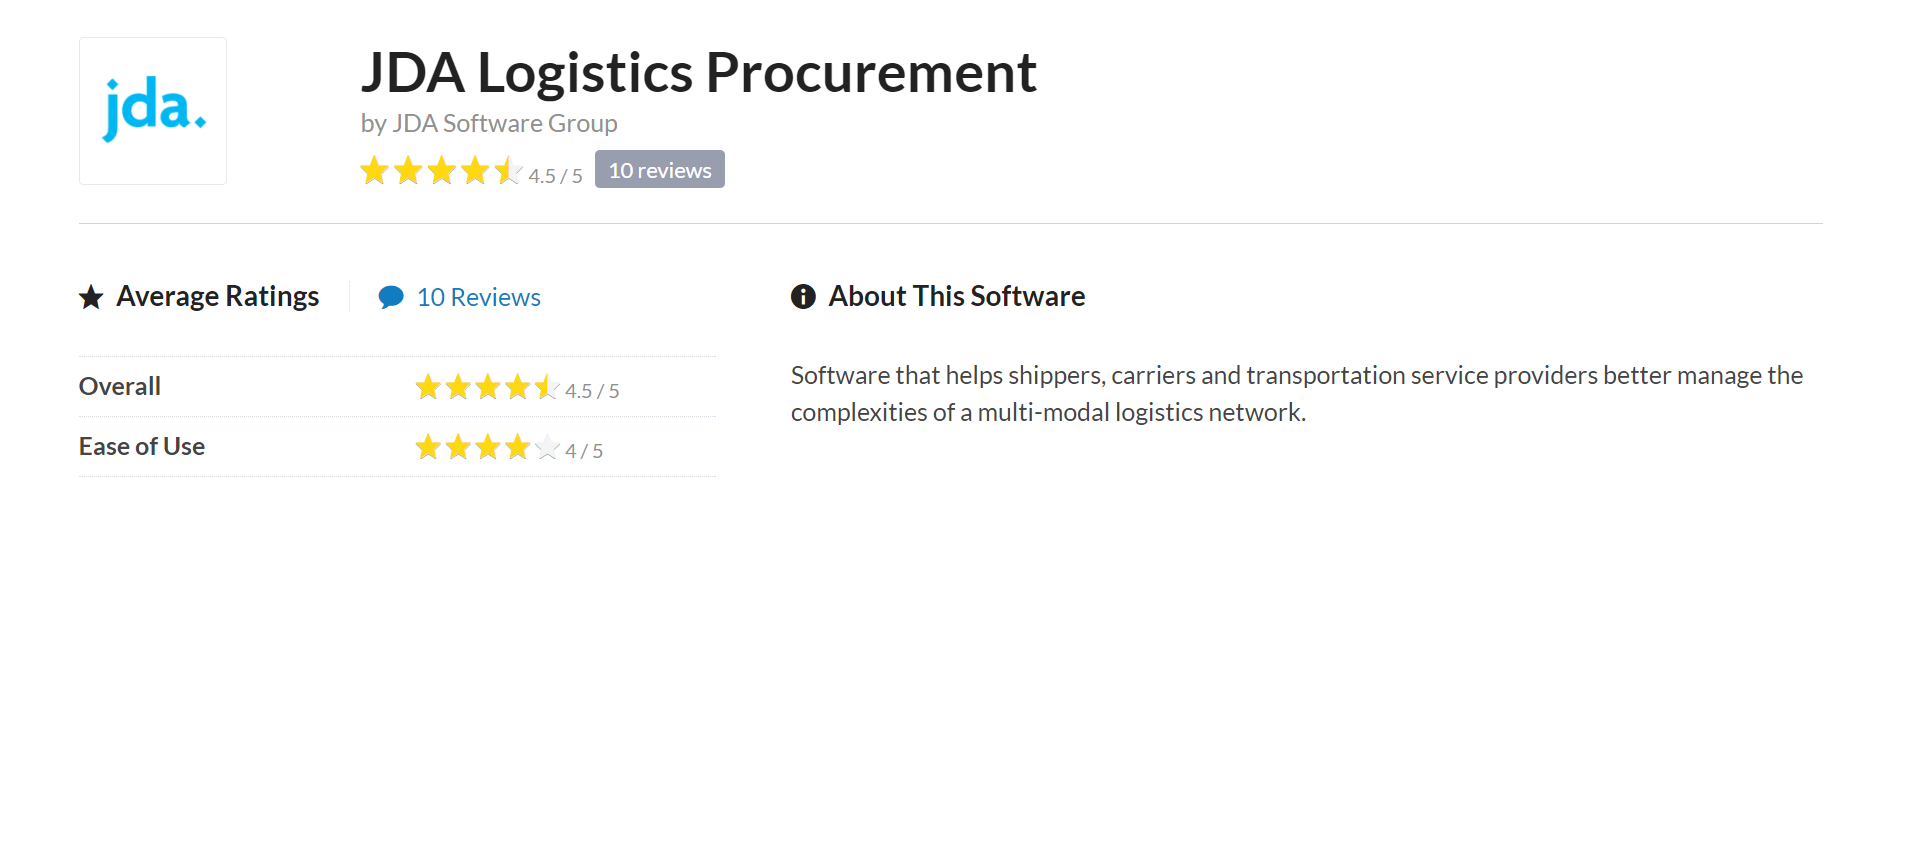 jda.
JDA Logistics Procurement
by JDA Software Group
4.5 / 5 10 reviews
Average Ratings 10 Reviews
Overall 4.5 / 5
Ease of Use 4 / 5
About This Software
Software that helps shippers, carriers and transportation service providers better manage the
complexities of a multi-modal logistics network.